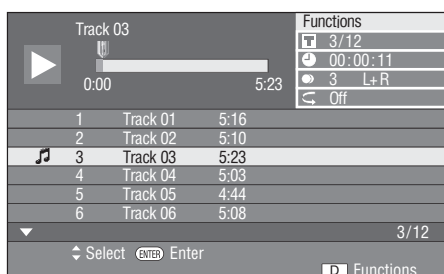 Track 03
0:00 5:23
Functions
T 3/12
00:00:11
3 L+R
Off
1 Track 01 5:16
2 Track 02 5:10
3 Track 03 5:23
4 Track 04 5:03
5 Track 05 4:44
6 Track 06 5:08
3/12
Select ENTER Enter
D Functions